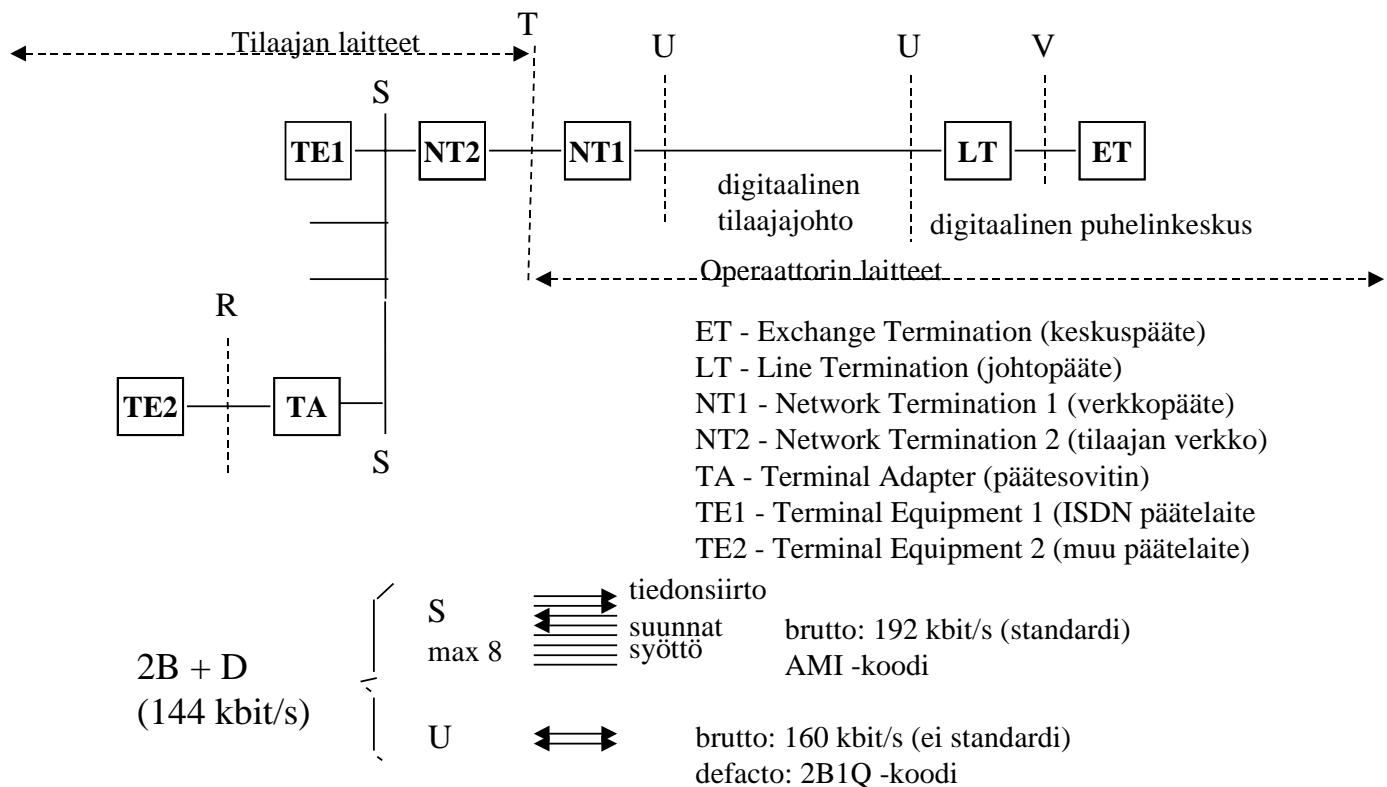 T
Tilaajan laitteet
U
U
V
S
TE1
NT2
NT1
LT
ET
digitaalinen
tilaajajohto
digitaalinen puhelinkeskus
Operaattorin laitteet
R
TE2
TA
S
ET - Exchange Termination (keskuspääte)
LT - Line Termination (johtopääte)
NT1 - Network Termination 1 (verkkopääte)
NT2 - Network Termination 2 (tilaajan verkko)
TA - Terminal Adapter (päätesovitin)
TE1 - Terminal Equipment 1 (ISDN päätelaite
TE2 - Terminal Equipment 2 (muu päätelaite)
2B + D
(144 kbit/s)
S
max 8
tiedonsiirto
suunnat
syöttö
brutto: 192 kbit/s (standardi)
AMI -koodi
U
brutto: 160 kbit/s (ei standardi)
defacto: 2B1Q -koodi